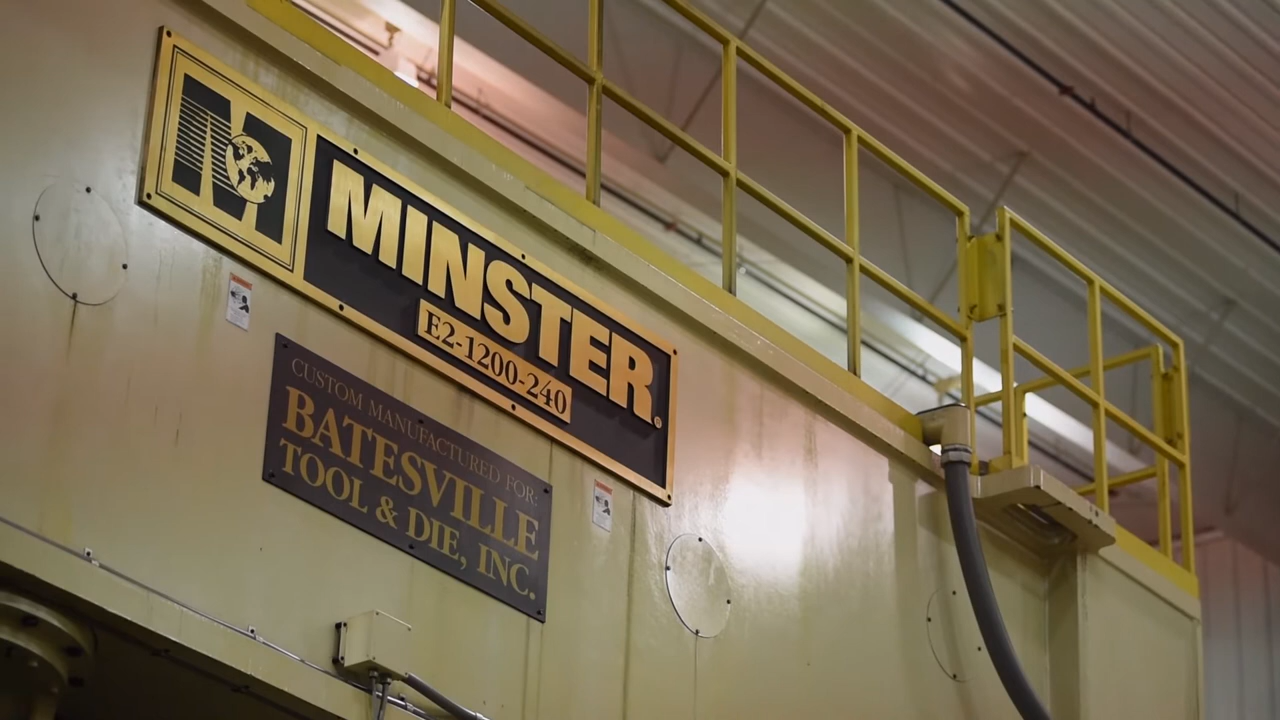 M
MINSTER®
E2-1200-240
CUSTOM MANUFACTURED FOR:
BATESVILLE
TOOL & DIE, INC.